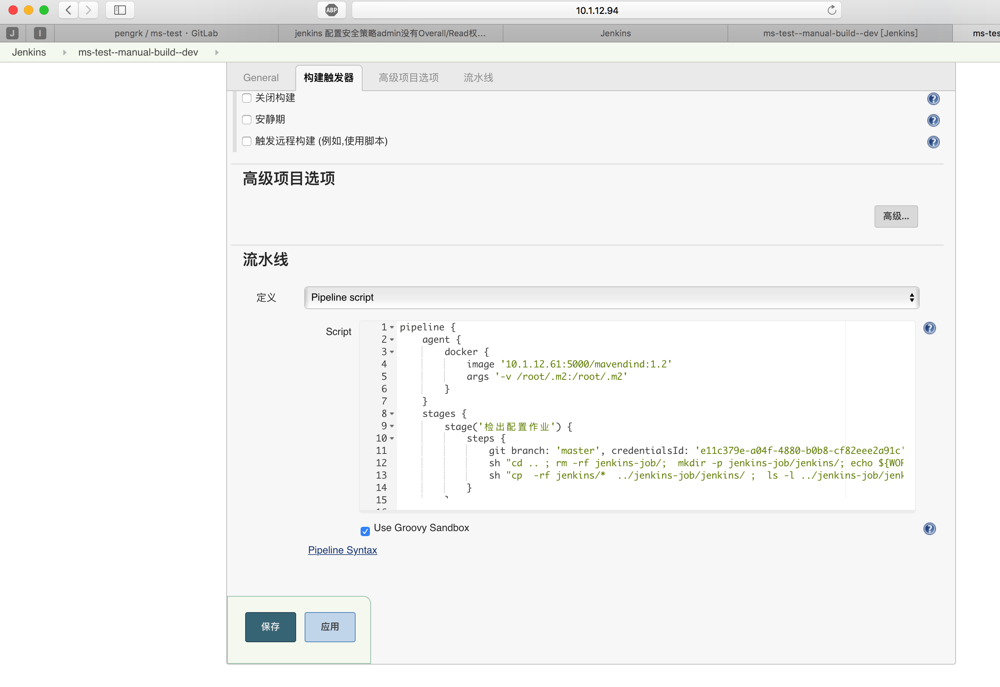 ABP
10.1.12.94
J
I
pengrk / ms-test · GitLab
jenkins 配置安全策略admin没有Overall/Read权…
Jenkins
ms-test--manual-build--dev [Jenkins]
ms-tes
Jenkins
ms-test--manual-build--dev
General
构建触发器
高级项目选项
流水线
关闭构建
安静期
触发远程构建 (例如,使用脚本)
高级项目选项
高级...
流水线
定义
Pipeline script
Script
1 pipeline {
2 agent {
3 docker {
4 image '10.1.12.61:5000/mavendind:1.2'
5 args '-v /root/.m2:/root/.m2'
6 }
7 }
8 stages {
9 stage('检出配置作业') {
10 steps {
11 git branch: 'master', credentialsId: 'e11c379e-a04f-4880-b0b8-cf82eee2a91c'
12 sh "cd .. ; rm -rf jenkins-job/;  mkdir -p jenkins-job/jenkins/; echo ${WOR
13 sh "cp  -rf jenkins/*  ../jenkins-job/jenkins/ ;  ls -l ../jenkins-job/jenk
14 }
15
Use Groovy Sandbox
Pipeline Syntax
保存
应用